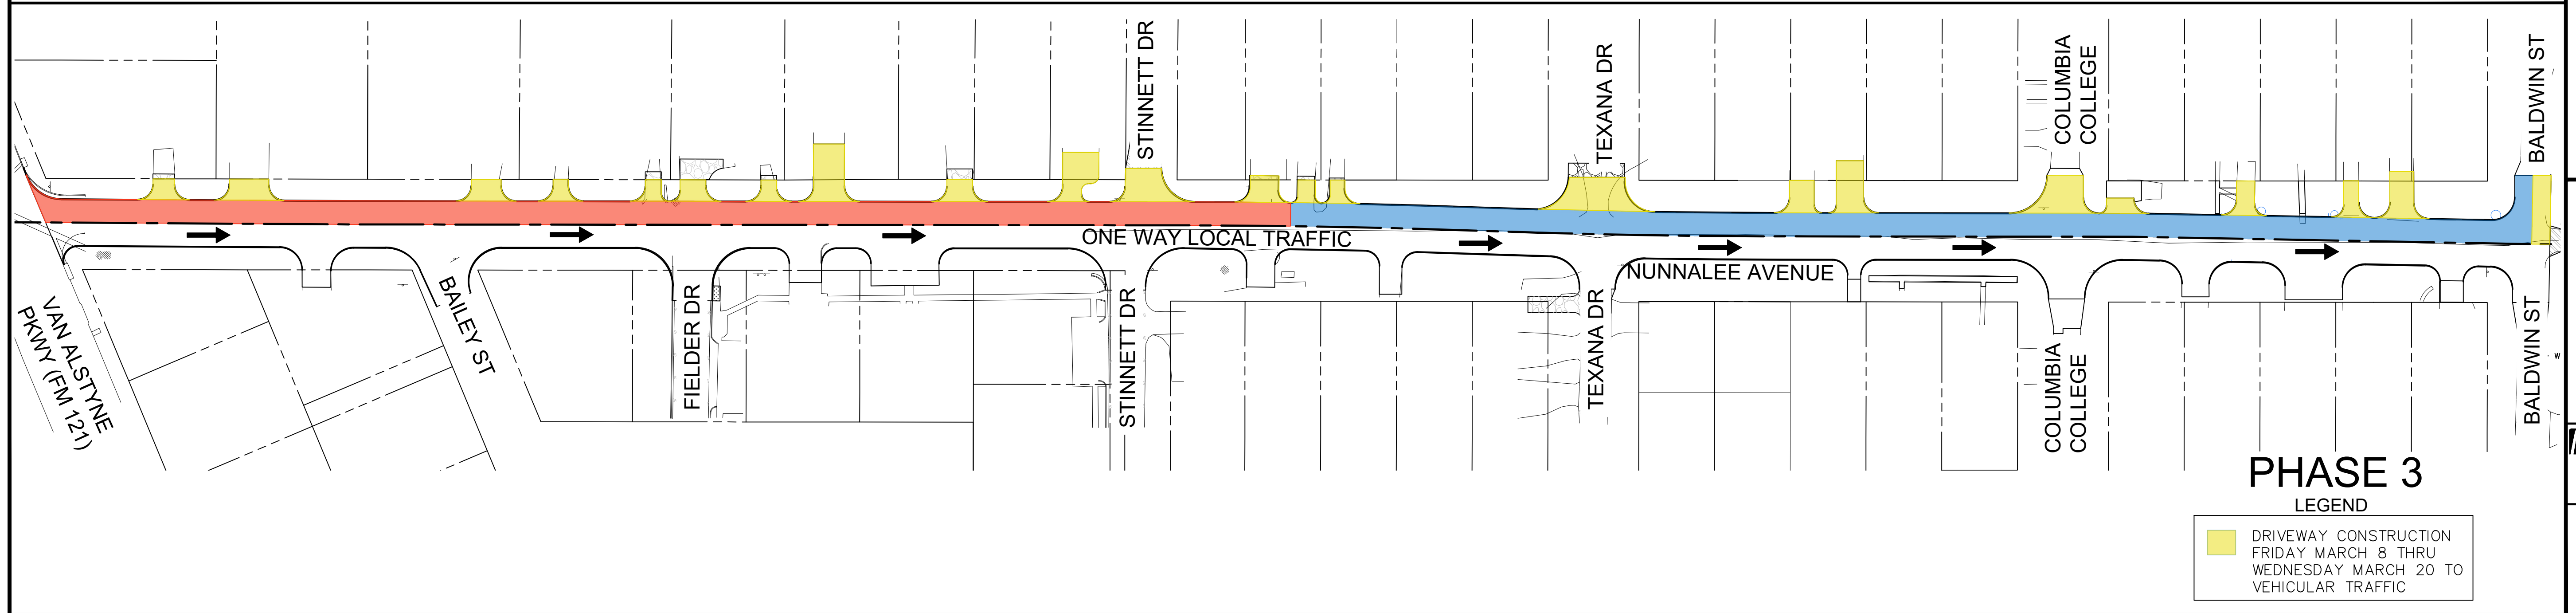 STINNETT DR
TEXANA DR
COLUMBIA
COLLEGE
BALDWIN ST
ONE WAY LOCAL TRAFFIC
NUNNALEE AVENUE
VAN ALSTYNE
PKWY (FM 121)
BAILEY ST
FIELDER DR
STINNETT DR
TEXANA DR
COLUMBIA
COLLEGE
BALDWIN ST
W
PHASE 3
LEGEND
DRIVEWAY CONSTRUCTION
FRIDAY MARCH 8 THRU
WEDNESDAY MARCH 20 TO
VEHICULAR TRAFFIC